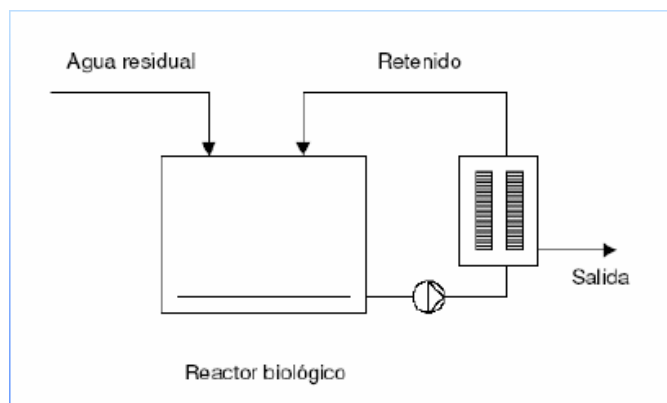 Agua residual
Retenido
Salida
Reactor biológico